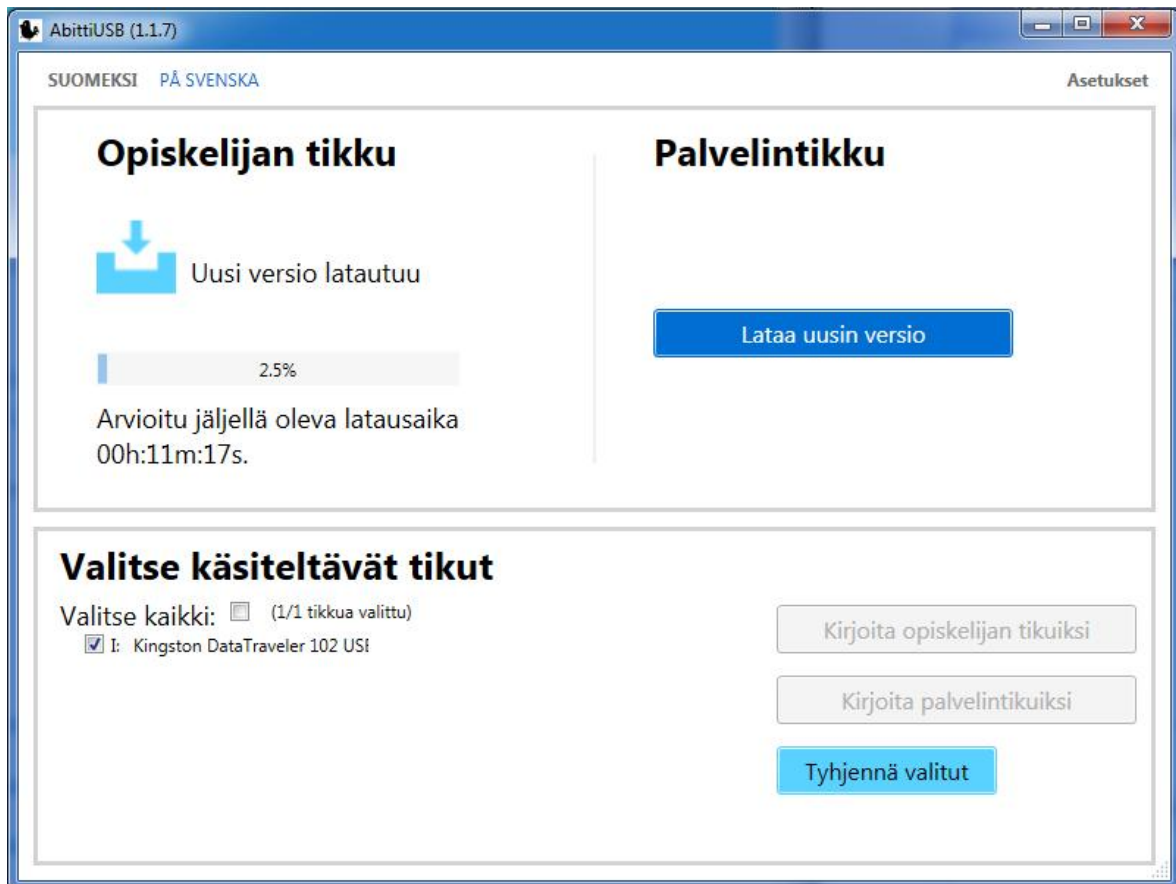 AbittiUSB (1.1.7)
SUOMEKSI PÅ SVENSKA Asetukset
Opiskelijan tikku
Uusi versio latautuu
2.5%
Arvioitu jäljellä oleva latausaika
00h:11m:17s.
Palvelintikku
Lataa uusin versio
Valitse käsiteltävät tikut
Valitse kaikki: (1/1 tikkua valittu)
I: Kingston DataTraveler 102 USB
Kirjoita opiskelijan tikuiksi
Kirjoita palvelintikuiksi
Tyhjennä valitut